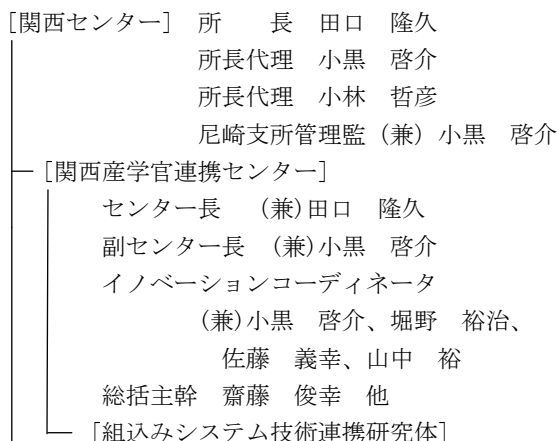 [関西センター]　所　　長　田口　隆久
所長代理　小黒　啓介
所長代理　小林　哲彦
尼崎支所管理監（兼）小黒　啓介
[関西産学官連携センター]
センター長　(兼)田口　隆久
副センター長　(兼)小黒　啓介
イノベーションコーディネータ
(兼)小黒　啓介、堀野　裕治、
佐藤　義幸、山中　裕
総括主幹　齋藤　俊幸　他
[組込みシステム技術連携研究体]